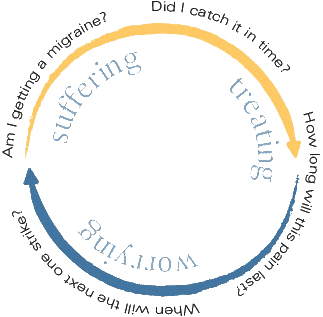 Am I getting a migraine?
Did I catch it in time?
How long will this pain last?
When will the next one strike?
suffering
treating
worrying